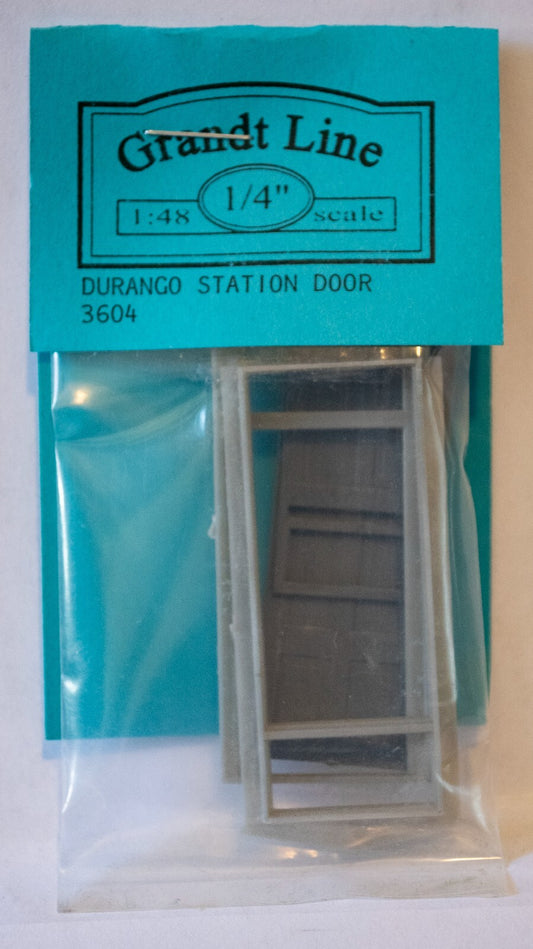 Grandt Line
1:48 1/4" scale
DURANGO STATION DOOR
3604